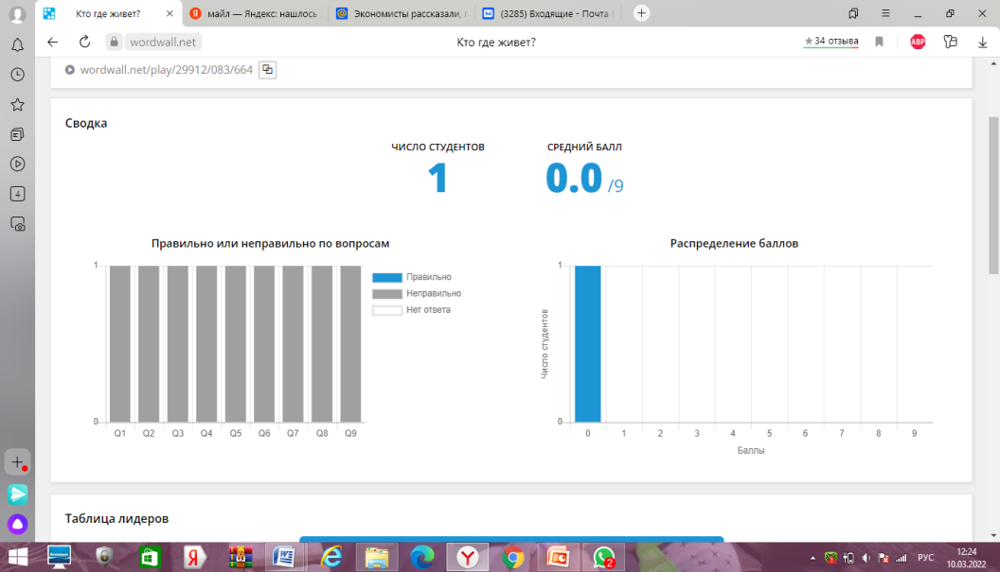 Кто где живет?
майл — Яндекс: нашлось
Экономисты рассказали,
(3285) Входящие - Почта
wordwall.net
Кто где живет?
★ 34 отзыва
ABP
wordwall.net/play/29912/083/664
Сводка
ЧИСЛО СТУДЕНТОВ
1
СРЕДНИЙ БАЛЛ
0.0 /9
Правильно или неправильно по вопросам
1
0
Q1 Q2 Q3 Q4 Q5 Q6 Q7 Q8 Q9
Правильно
Неправильно
Нет ответа
Распределение баллов
Число студентов
1
0
0 1 2 3 4 5 6 7 8 9
Баллы
Таблица лидеров
4
2
РУС
12:24
10.03.2022